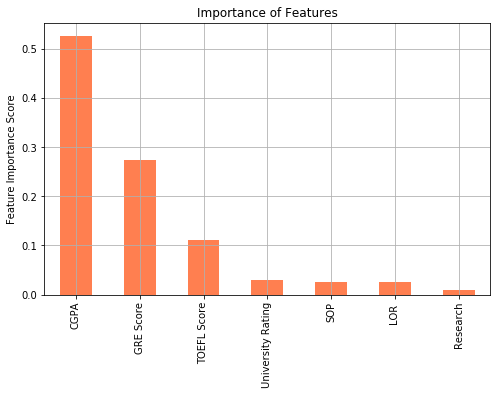 Importance of Features
Feature Importance Score
0.5
0.4
0.3
0.2
0.1
0.0
CGPA
GRE Score
TOEFL Score
University Rating
SOP
LOR
Research